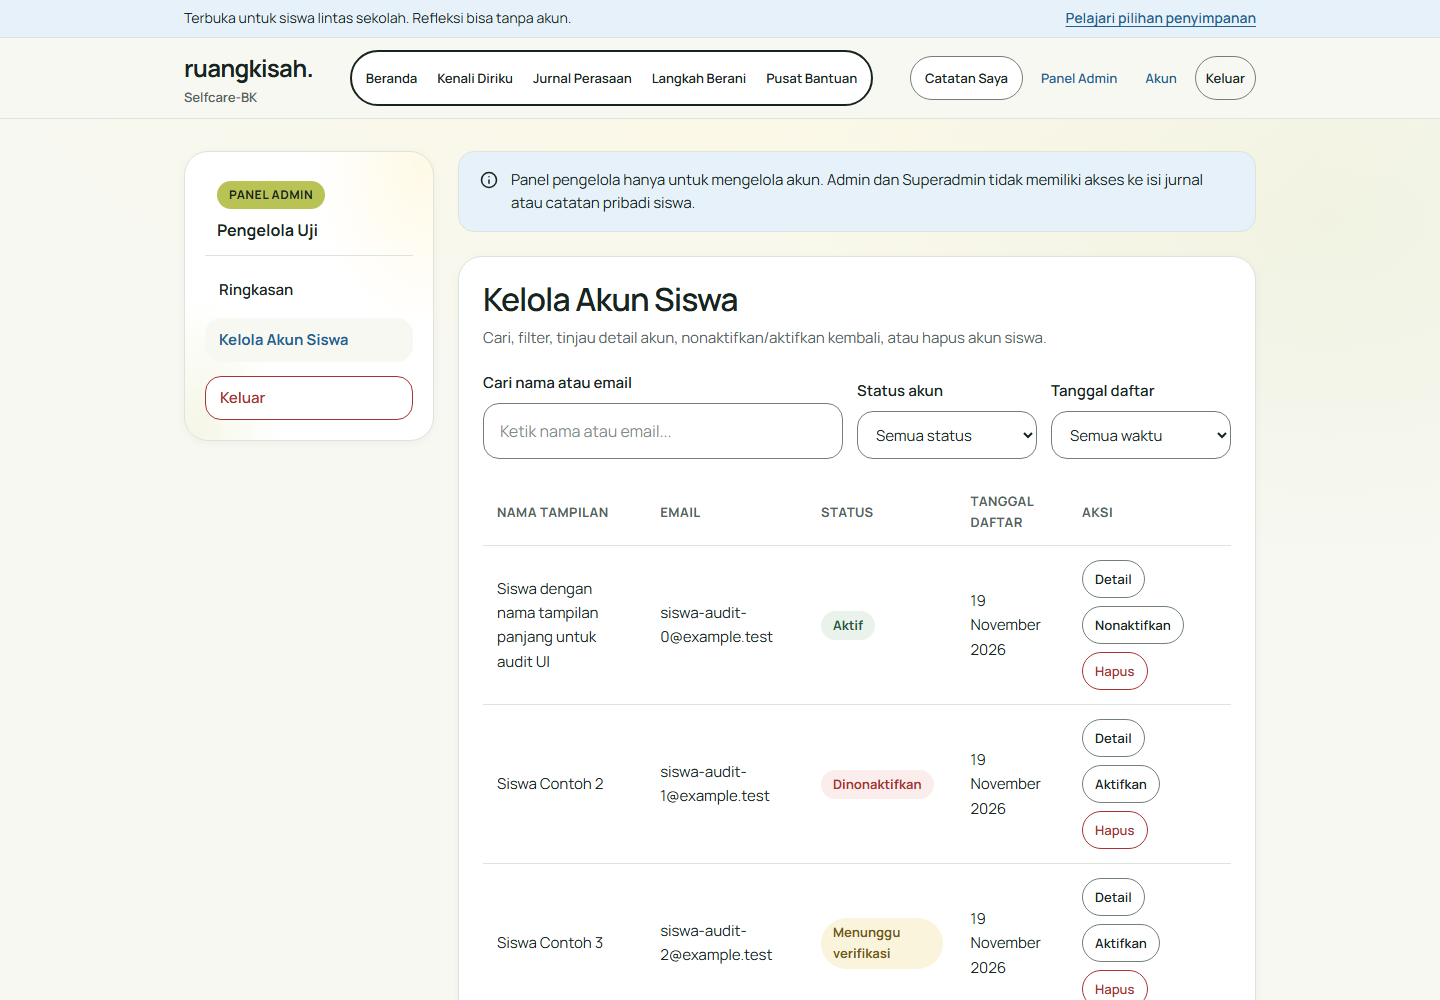 Terbuka untuk siswa lintas sekolah. Refleksi bisa tanpa akun.
Pelajari pilihan penyimpanan
ruangkisah.
Selfcare-BK
Beranda
Kenali Diriku
Jurnal Perasaan
Langkah Berani
Pusat Bantuan
Catatan Saya
Panel Admin
Akun
Keluar
PANEL ADMIN
Pengelola Uji
Ringkasan
Kelola Akun Siswa
Keluar
Panel pengelola hanya untuk mengelola akun. Admin dan Superadmin tidak memiliki akses ke isi jurnal
atau catatan pribadi siswa.
Kelola Akun Siswa
Cari, filter, tinjau detail akun, nonaktifkan/aktifkan kembali, atau hapus akun siswa.
Cari nama atau email
Ketik nama atau email...
Status akun
Semua status
Tanggal daftar
Semua waktu
NAMA TAMPILAN
EMAIL
STATUS
TANGGAL
DAFTAR
AKSI
Siswa dengan
nama tampilan
panjang untuk
audit UI
siswa-audit-
0@example.test
Aktif
19
November
2026
Detail
Nonaktifkan
Hapus
Siswa Contoh 2
siswa-audit-
1@example.test
Dinonaktifkan
19
November
2026
Detail
Aktifkan
Hapus
Siswa Contoh 3
siswa-audit-
2@example.test
Menunggu
verifikasi
19
November
2026
Detail
Aktifkan
Hapus